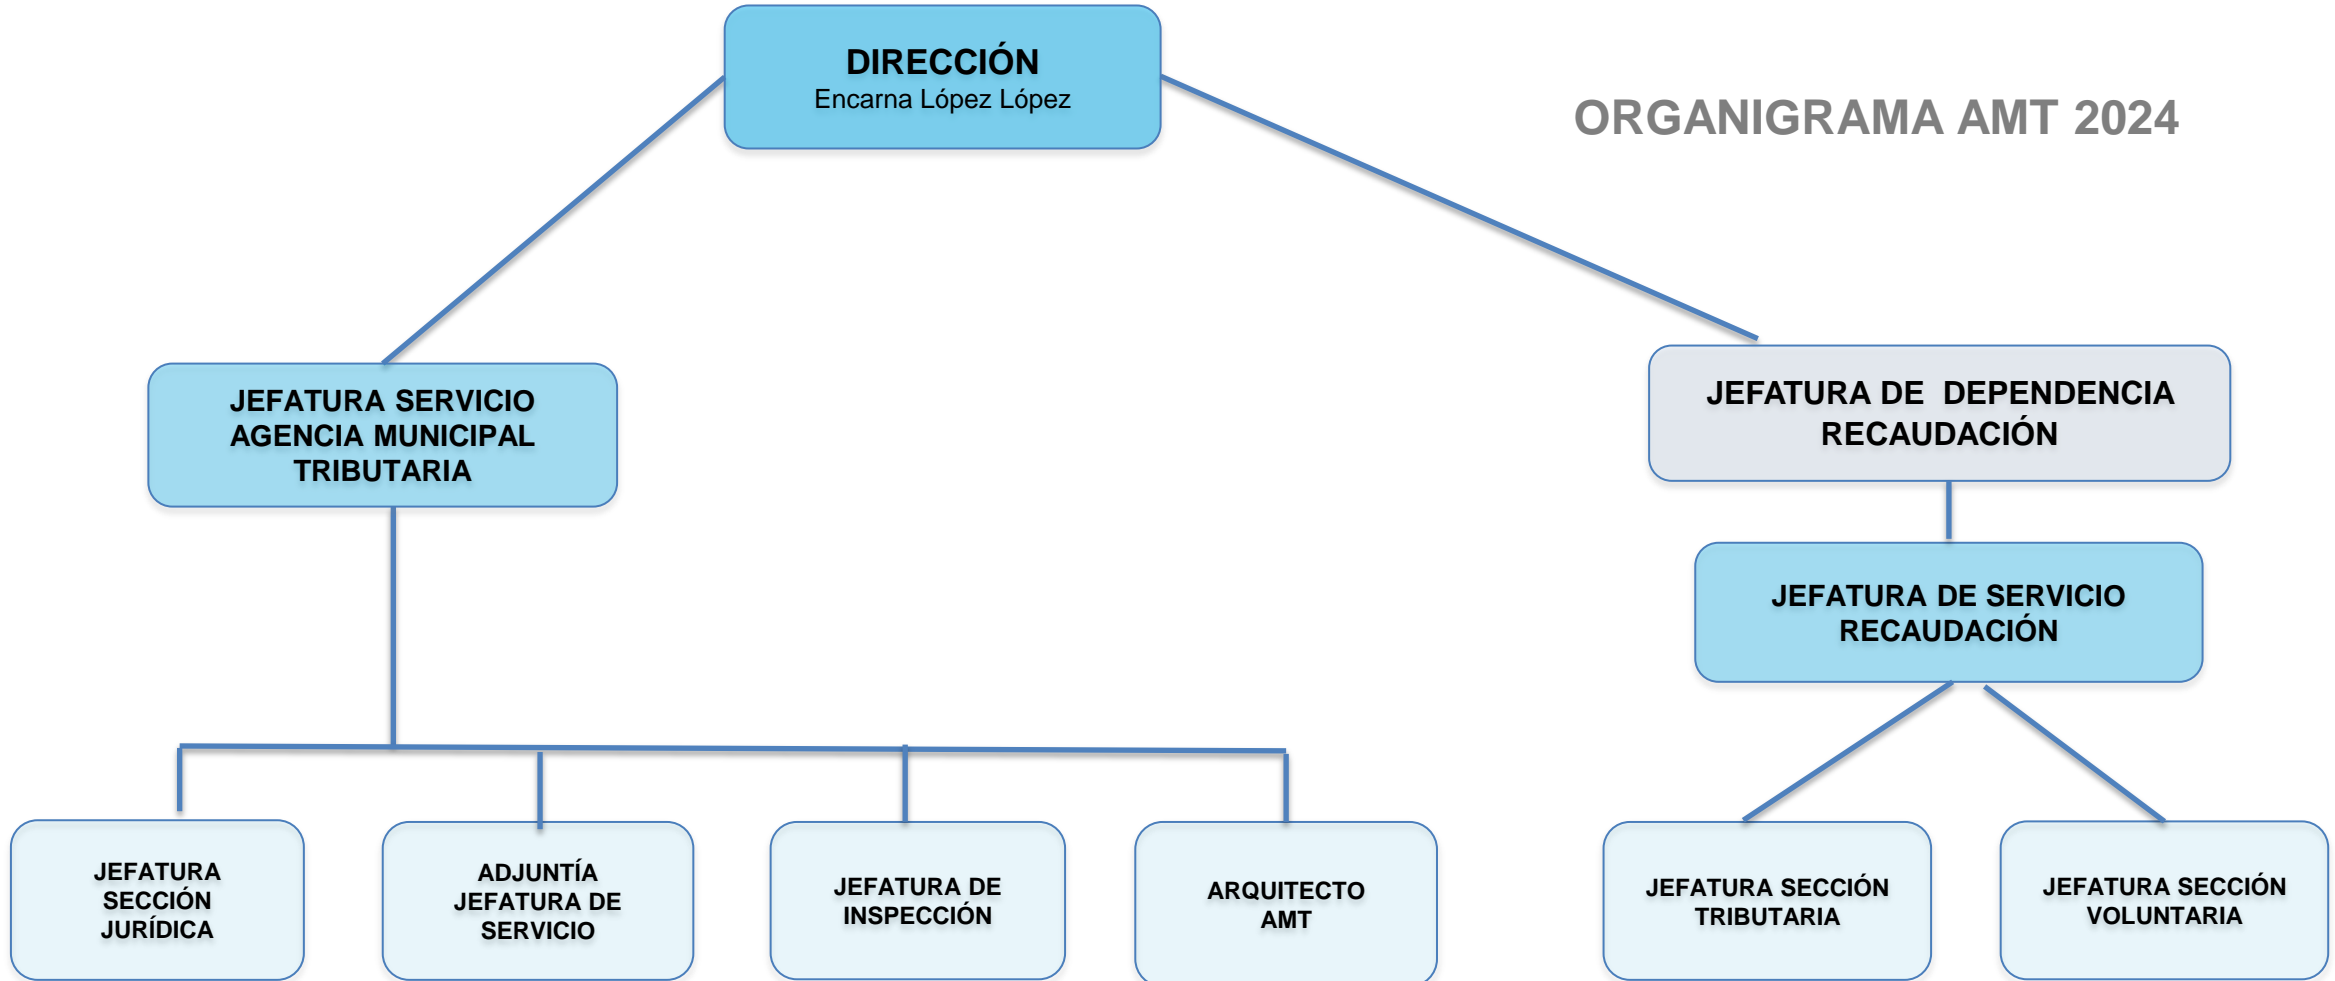 DIRECCIÓN
Encarna López López
ORGANIGRAMA AMT 2024
JEFATURA SERVICIO
AGENCIA MUNICIPAL
TRIBUTARIA
JEFATURA DE DEPENDENCIA
RECAUDACIÓN
JEFATURA DE SERVICIO
RECAUDACIÓN
JEFATURA
SECCIÓN
JURÍDICA
ADJUNTÍA
JEFATURA DE
SERVICIO
JEFATURA DE
INSPECCIÓN
ARQUITECTO
AMT
JEFATURA SECCIÓN
TRIBUTARIA
JEFATURA SECCIÓN
VOLUNTARIA